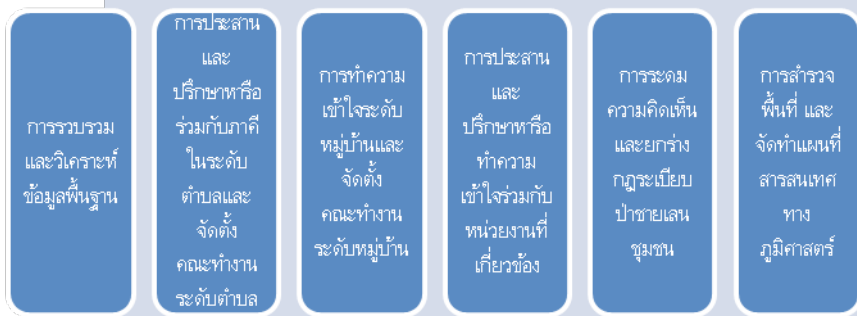 การรวบรวม
และวิเคราะห์
ข้อมูลพื้นฐาน
การประสาน
และ
ปรึกษาหารือ
ร่วมกับภาคี
ในระดับ
ตำบลและ
จัดตั้ง
คณะทำงาน
ระดับตำบล
การทำความ
เข้าใจระดับ
หมู่บ้านและ
จัดตั้ง
คณะทำงาน
ระดับหมู่บ้าน
การประสาน
และ
ปรึกษาหารือ
ทำความ
เข้าใจร่วมกับ
หน่วยงานที่
เกี่ยวข้อง
การระดม
ความคิดเห็น
และยกร่าง
กฎระเบียบ
ป่าชายเลน
ชุมชน
การสำรวจ
พื้นที่ และ
จัดทำแผนที่
สารสนเทศ
ทาง
ภูมิศาสตร์